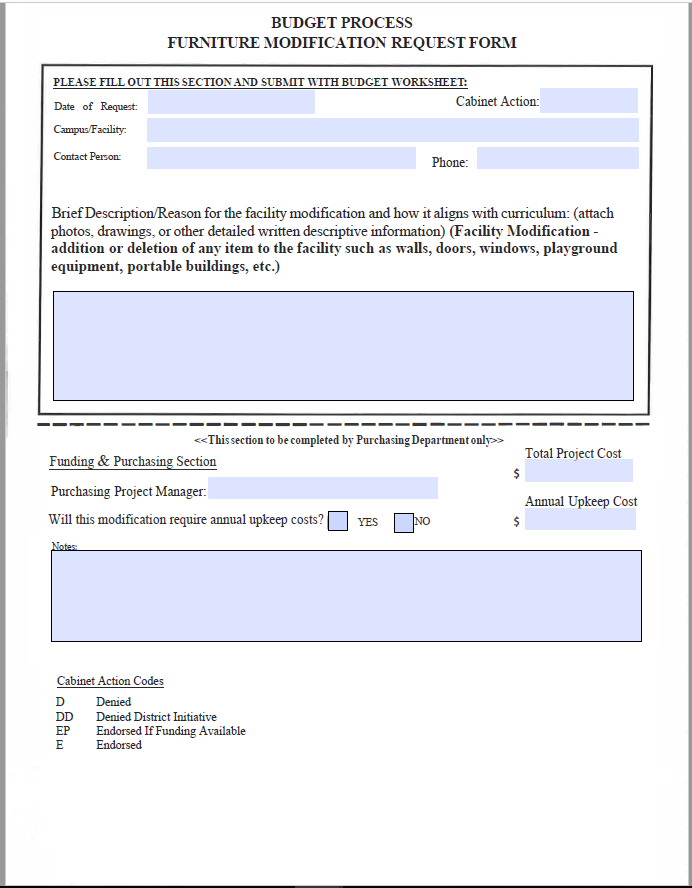 BUDGET PROCESS
FURNITURE MODIFICATION REQUEST FORM
PLEASE FILL OUT THIS SECTION AND SUBMIT WITH BUDGET WORKSHEET:
Date of Request:
Cabinet Action:
Campus/Facility:
Contact Person:
Phone:
Brief Description/Reason for the facility modification and how it aligns with curriculum: (attach
photos, drawings, or other detailed written descriptive information) (Facility Modification -
addition or deletion of any item to the facility such as walls, doors, windows, playground
equipment, portable buildings, etc.)
<<This section to be completed by Purchasing Department only>>
Funding & Purchasing Section
Total Project Cost
$
Purchasing Project Manager:
Annual Upkeep Cost
Will this modification require annual upkeep costs? YES NO
$
Notes:
Cabinet Action Codes
D Denied
DD Denied District Initiative
EP Endorsed If Funding Available
E Endorsed